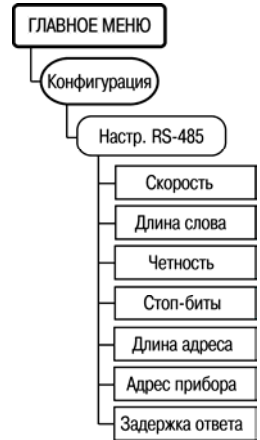 ГЛАВНОЕ МЕНЮ
Конфигурация
Настр. RS-485
Скорость
Длина слова
Четность
Стоп-биты
Длина адреса
Адрес прибора
Задержка ответа